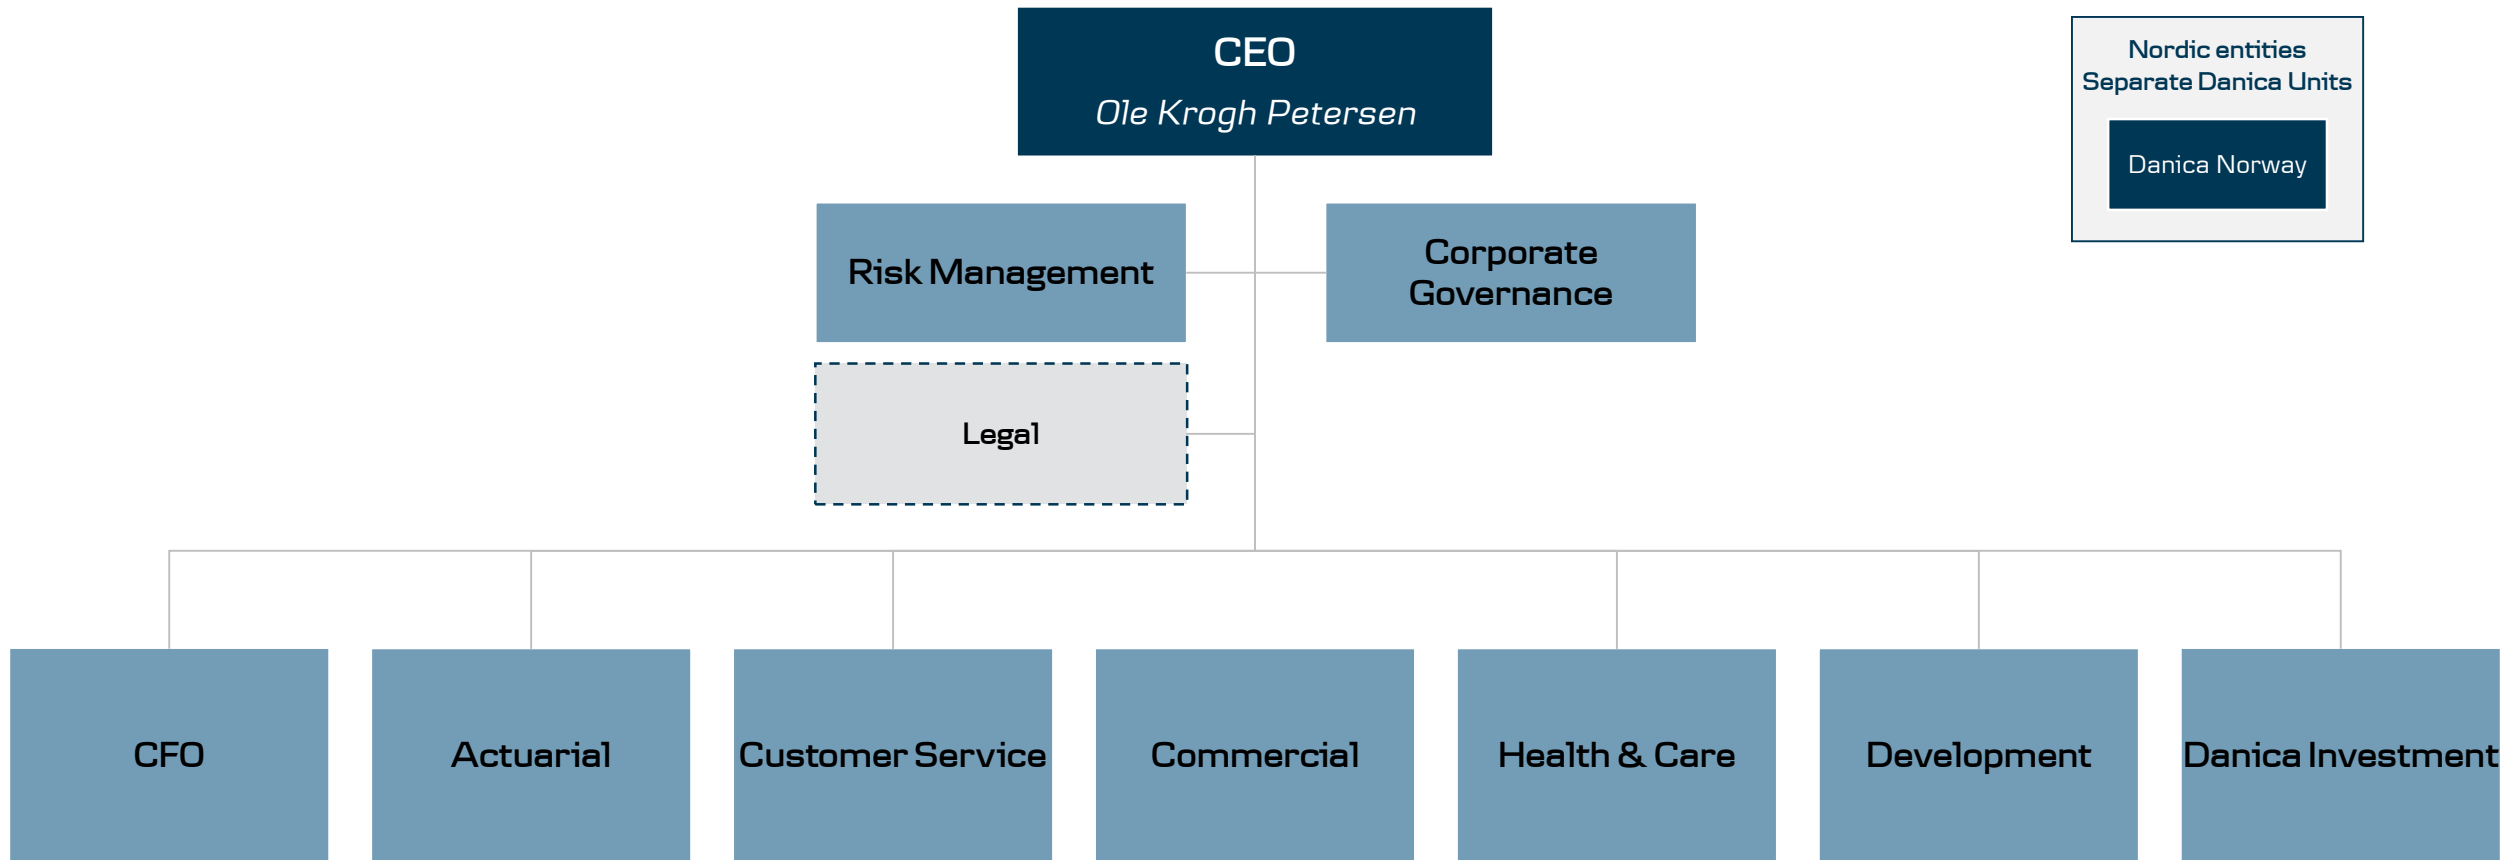 CEO
Ole Krogh Petersen
Nordic entities
Separate Danica Units
Danica Norway
Risk Management
Corporate
Governance
Legal
CFO
Actuarial
Customer Service
Commercial
Health & Care
Development
Danica Investment